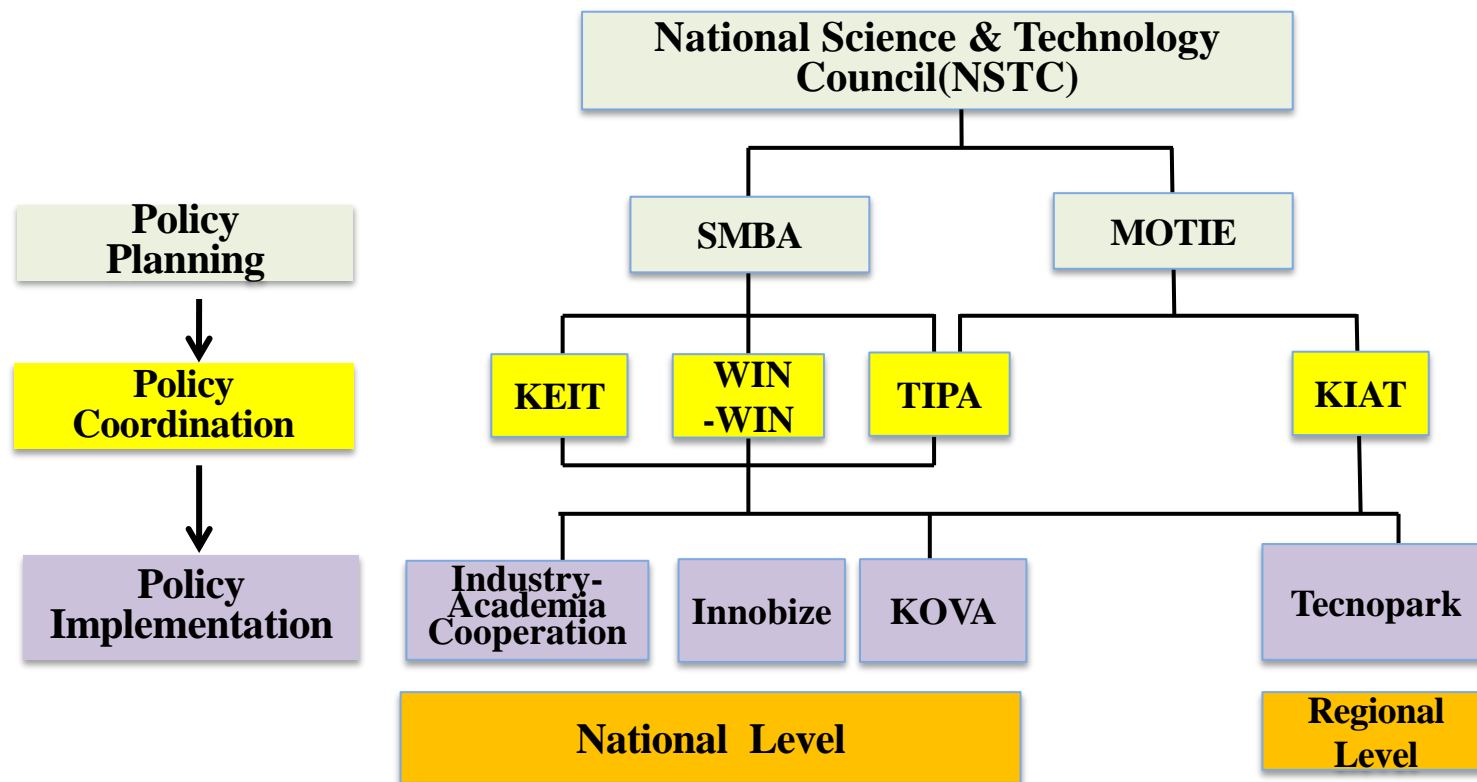 National Science & Technology
Council(NSTC)
Policy
Planning
SMBA
MOTIE
Policy
Coordination
KEIT
WIN
-WIN
TIPA
KIAT
Policy
Implementation
Industry-
Academia
Cooperation
Innobize
KOVA
Tecnopark
National Level
Regional
Level